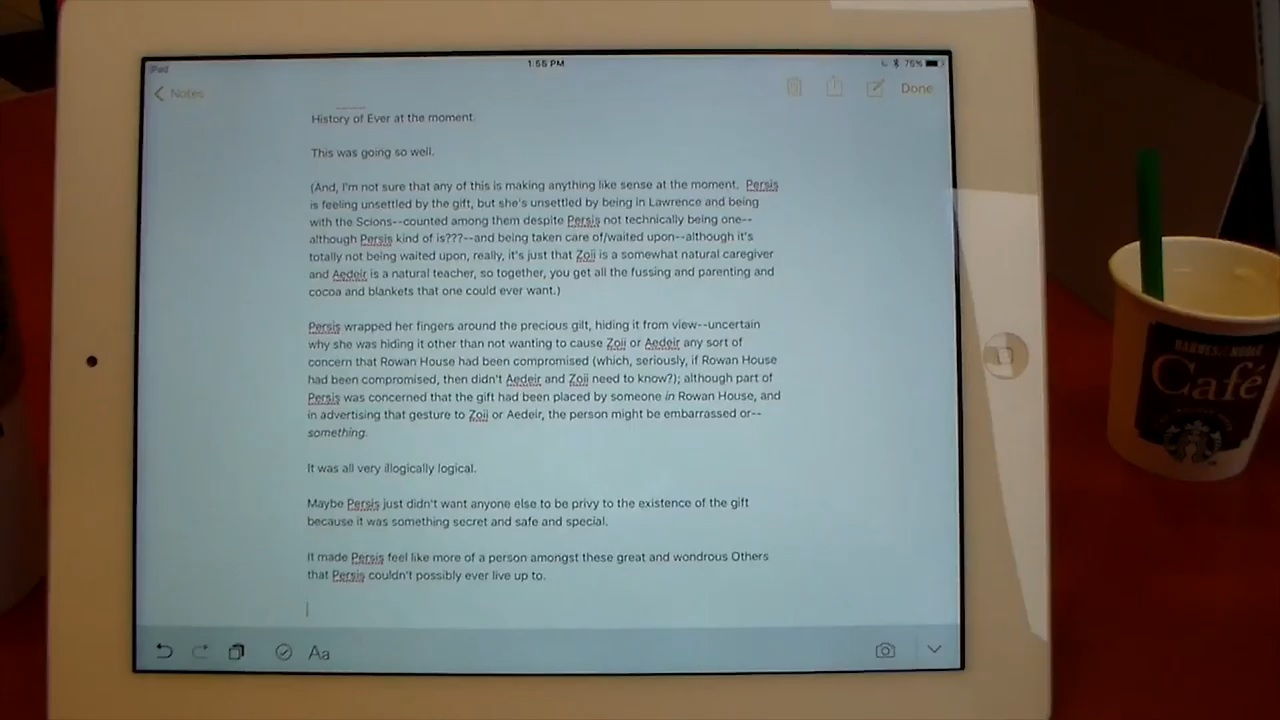 iPad
1:55 PM
75%
Notes
Done
History of Ever at the moment.
This was going so well.
(And, I'm not sure that any of this is making anything like sense at the moment. Persis
is feeling unsettled by the gift, but she's unsettled by being in Lawrence and being
with the Scions--counted among them despite Persis not technically being one--
although Persis kind of is???--and being taken care of/waited upon--although it's
totally not being waited upon, really, it's just that Zoii is a somewhat natural caregiver
and Aedeir is a natural teacher, so together, you get all the fussing and parenting and
cocoa and blankets that one could ever want.)
Persis wrapped her fingers around the precious gift, hiding it from view--uncertain
why she was hiding it other than not wanting to cause Zoii or Aedeir any sort of
concern that Rowan House had been compromised (which, seriously, if Rowan House
had been compromised, then didn't Aedeir and Zoii need to know?); although part of
Persis was concerned that the gift had been placed by someone in Rowan House, and
in advertising that gesture to Zoii or Aedeir, the person might be embarrassed or--
something.
It was all very illogically logical.
Maybe Persis just didn't want anyone else to be privy to the existence of the gift
because it was something secret and safe and special.
It made Persis feel like more of a person amongst these great and wondrous Others
that Persis couldn't possibly ever live up to.
Aa
BARNES & NOBLE
Café